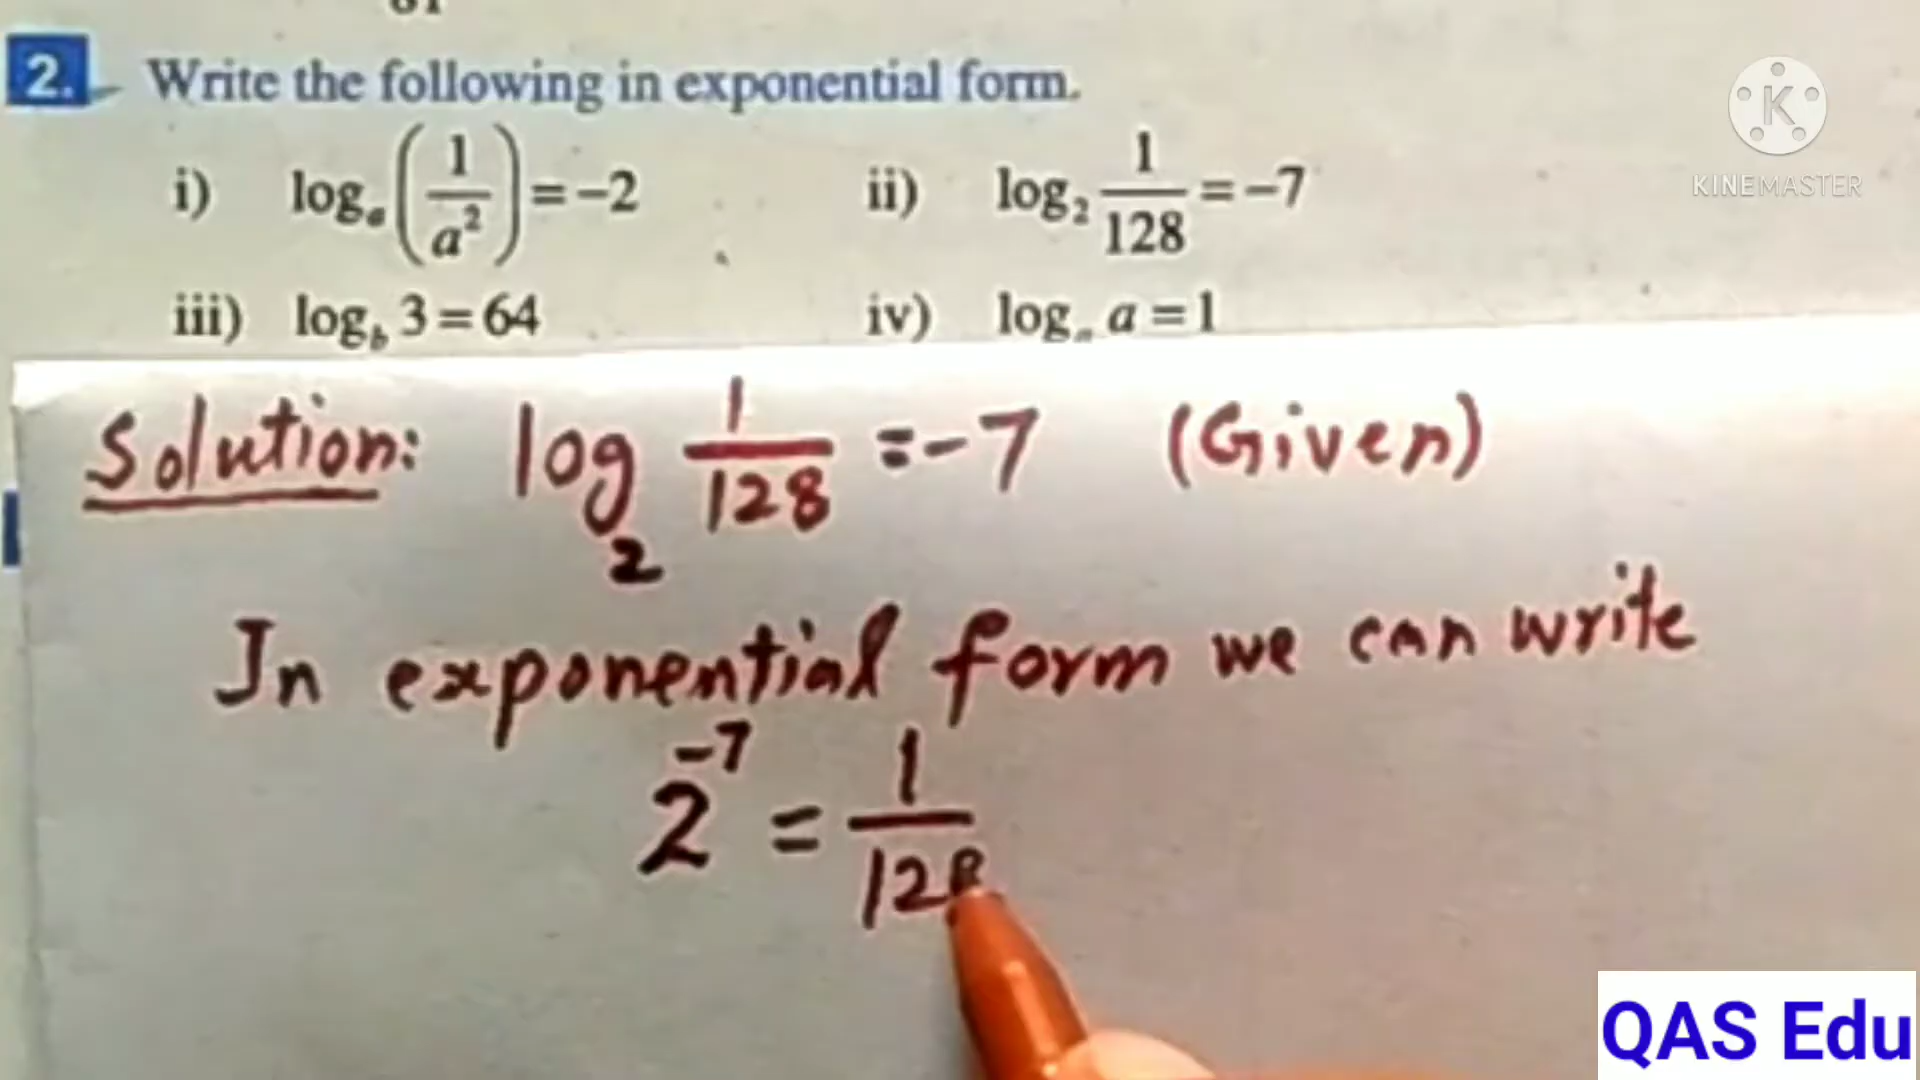 2. Write the following in exponential form.
i) logₐ(1/a²) = –2 ii) log₂ 1/128 = –7
iii) log_b 3 = 64 iv) logₐ a = 1
Solution: log₂ 1/128 = -7 (Given)
In exponential form we can write
2⁻⁷ = 1/128
K
KINEMASTER
QAS Edu